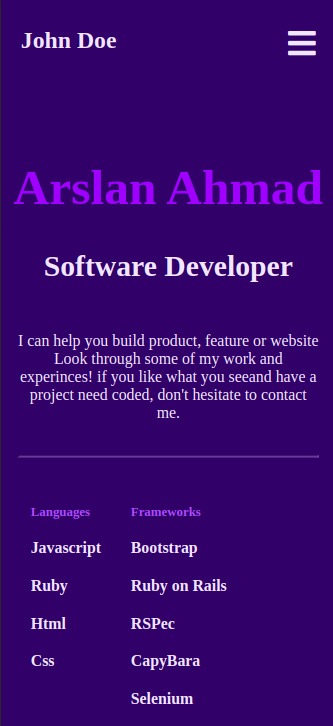 John Doe
Arslan Ahmad
Software Developer
I can help you build product, feature or website
Look through some of my work and
experinces! if you like what you seeand have a
project need coded, don't hesitate to contact
me.
Languages Frameworks
Javascript Bootstrap
Ruby Ruby on Rails
Html RSPec
Css CapyBara
Selenium